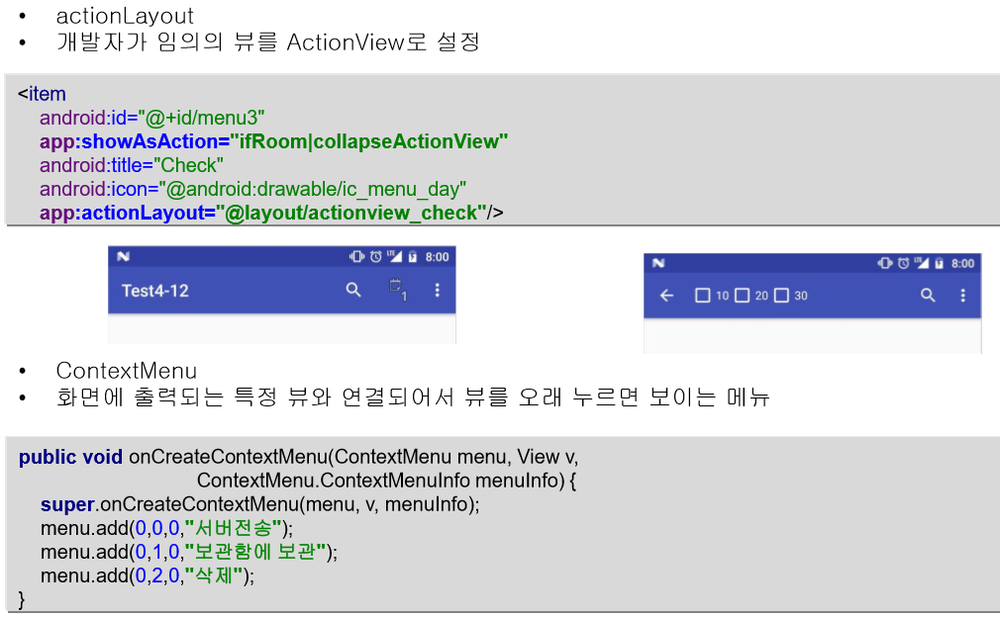 • actionLayout
• 개발자가 임의의 뷰를 ActionView로 설정
<item
android:id="@+id/menu3"
app:showAsAction="ifRoom|collapseActionView"
android:title="Check"
android:icon="@android:drawable/ic_menu_day"
app:actionLayout="@layout/actionview_check"/>
LTE 8:00
Test4-12
1
LTE 8:00
10 20 30
• ContextMenu
• 화면에 출력되는 특정 뷰와 연결되어서 뷰를 오래 누르면 보이는 메뉴
public void onCreateContextMenu(ContextMenu menu, View v,
ContextMenu.ContextMenuInfo menuInfo) {
super.onCreateContextMenu(menu, v, menuInfo);
menu.add(0,0,0,"서버전송");
menu.add(0,1,0,"보관함에 보관");
menu.add(0,2,0,"삭제");
}